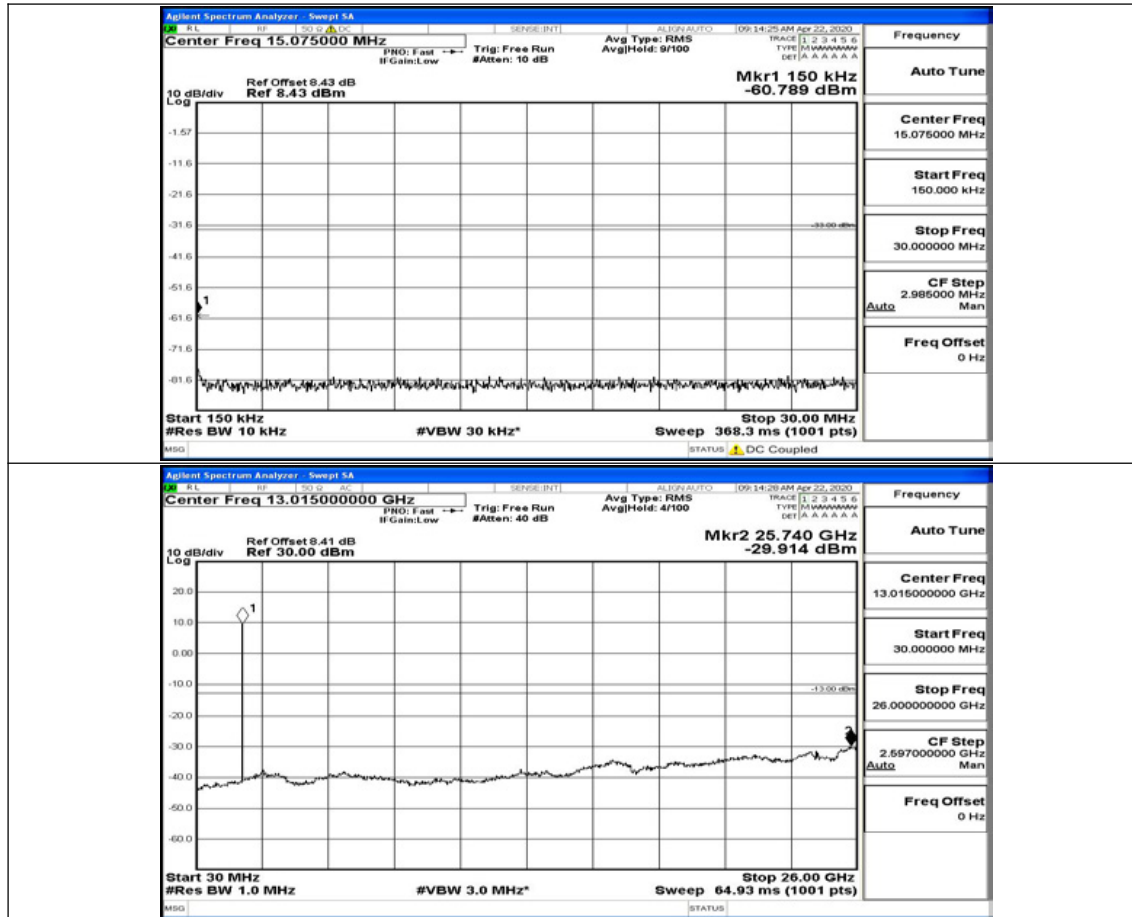 Agilent Spectrum Analyzer - Swept SA
RL RF 50 Ω DC SENSE:INT ALIGN AUTO 09:14:25 AM Apr 22, 2020
Center Freq 15.075000 MHz
PNO: Fast
IFGain:Low
Trig: Free Run
#Atten: 10 dB
Avg Type: RMS
Avg|Hold: 9/100
TRACE 1 2 3 4 5 6
TYPE M W W W W W
DET A A A A A A
Frequency
Ref Offset 8.43 dB
10 dB/div Ref 8.43 dBm
Log
Mkr1 150 kHz
-60.789 dBm
Auto Tune
-1.57
-11.6
-21.6
-31.6
-41.6
-51.6
-61.6
-71.6
-81.6
-33.00 dBm
1
Center Freq
15.075000 MHz
Start Freq
150.000 kHz
Stop Freq
30.000000 MHz
CF Step
2.985000 MHz
Auto Man
Freq Offset
0 Hz
Start 150 kHz Stop 30.00 MHz
#Res BW 10 kHz #VBW 30 kHz* Sweep 368.3 ms (1001 pts)
MSG STATUS DC Coupled
Agilent Spectrum Analyzer - Swept SA
RL RF 50 Ω AC SENSE:INT ALIGN AUTO 09:14:28 AM Apr 22, 2020
Center Freq 13.015000000 GHz
PNO: Fast
IFGain:Low
Trig: Free Run
#Atten: 40 dB
Avg Type: RMS
Avg|Hold: 4/100
TRACE 1 2 3 4 5 6
TYPE M W W W W W
DET A A A A A A
Frequency
Ref Offset 8.41 dB
10 dB/div Ref 30.00 dBm
Log
Mkr2 25.740 GHz
-29.914 dBm
Auto Tune
20.0
10.0
0.00
-10.0
-20.0
-30.0
-40.0
-50.0
-60.0
1
-13.00 dBm
2
Center Freq
13.015000000 GHz
Start Freq
30.000000 MHz
Stop Freq
26.000000000 GHz
CF Step
2.597000000 GHz
Auto Man
Freq Offset
0 Hz
Start 30 MHz Stop 26.00 GHz
#Res BW 1.0 MHz #VBW 3.0 MHz* Sweep 64.93 ms (1001 pts)
MSG STATUS